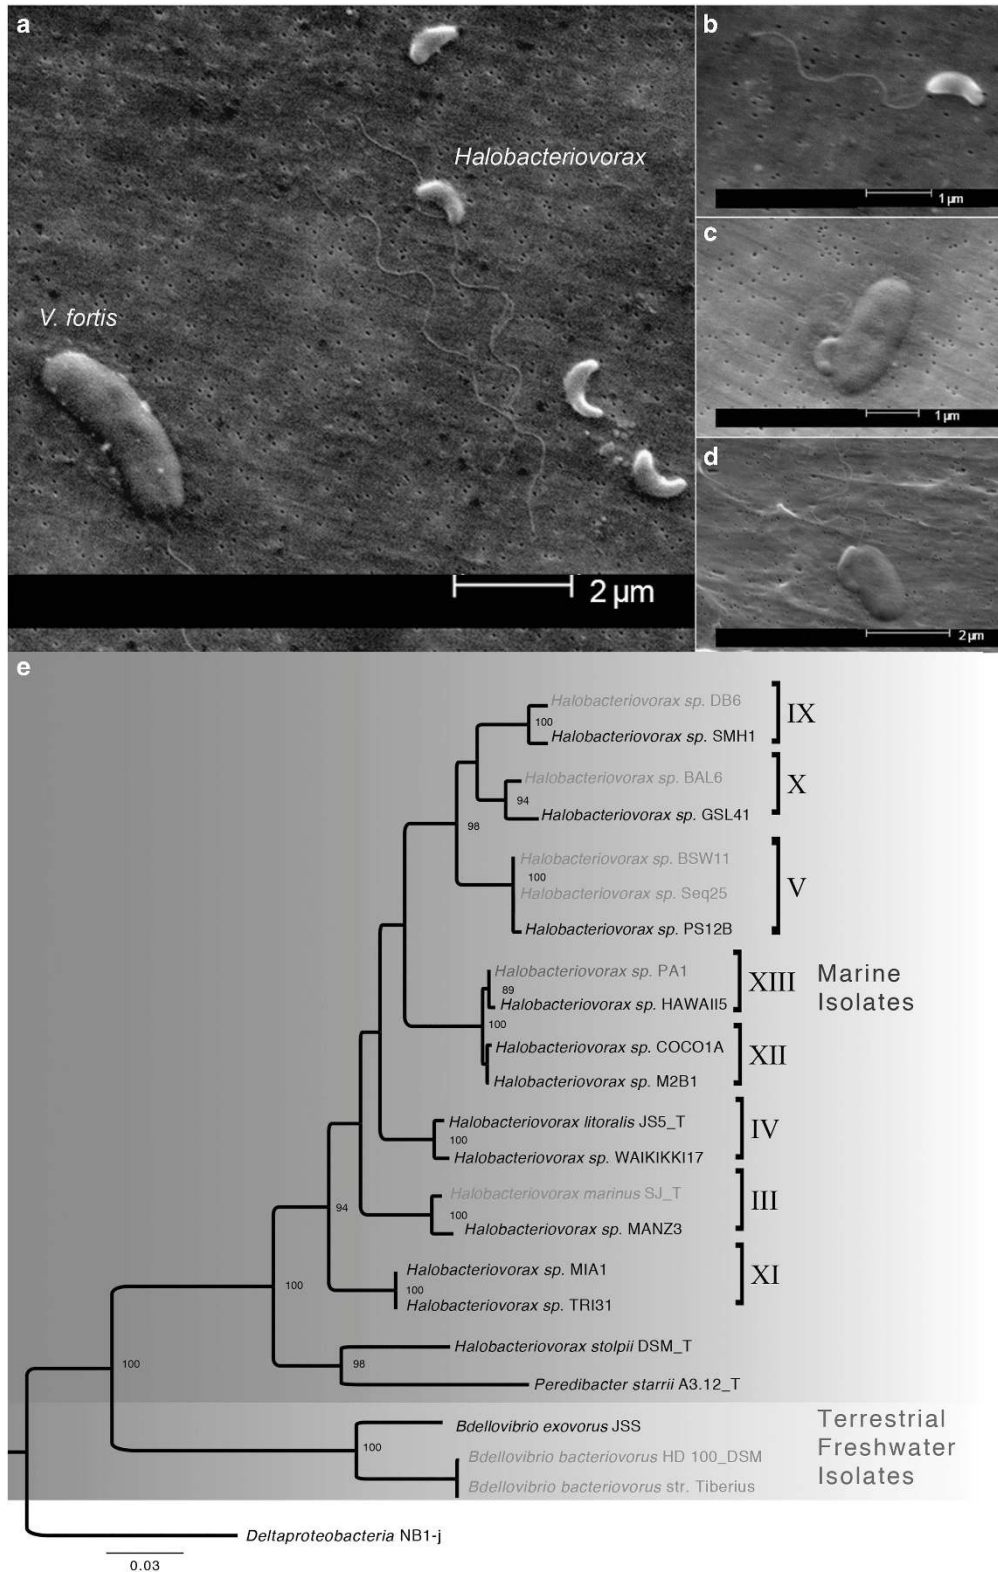 a
Halobacteriovorax
V. fortis
2 µm
b
1 µm
c
1 µm
d
2 µm
e
Halobacteriovorax sp. DB6
100
IX
Halobacteriovorax sp. SMH1
Halobacteriovorax sp. BAL6
94
X
Halobacteriovorax sp. GSL41
98
Halobacteriovorax sp. BSW11
100
Halobacteriovorax sp. Seq25
V
Halobacteriovorax sp. PS12B
Halobacteriovorax sp. PA1
89
XIII
Halobacteriovorax sp. HAWAII5
100
Halobacteriovorax sp. COCO1A
XII
Halobacteriovorax sp. M2B1
Marine
Isolates
Halobacteriovorax litoralis JS5_T
100
IV
Halobacteriovorax sp. WAIKIKKI17
Halobacteriovorax marinus SJ_T
94
100
III
Halobacteriovorax sp. MANZ3
Halobacteriovorax sp. MIA1
100
100
XI
Halobacteriovorax sp. TRI31
Halobacteriovorax stolpii DSM_T
100
98
Peredibacter starrii A3.12_T
Bdellovibrio exovorus JSS
100
Bdellovibrio bacteriovorus HD 100_DSM
Bdellovibrio bacteriovorus str. Tiberius
Terrestrial
Freshwater
Isolates
Deltaproteobacteria NB1-j
0.03